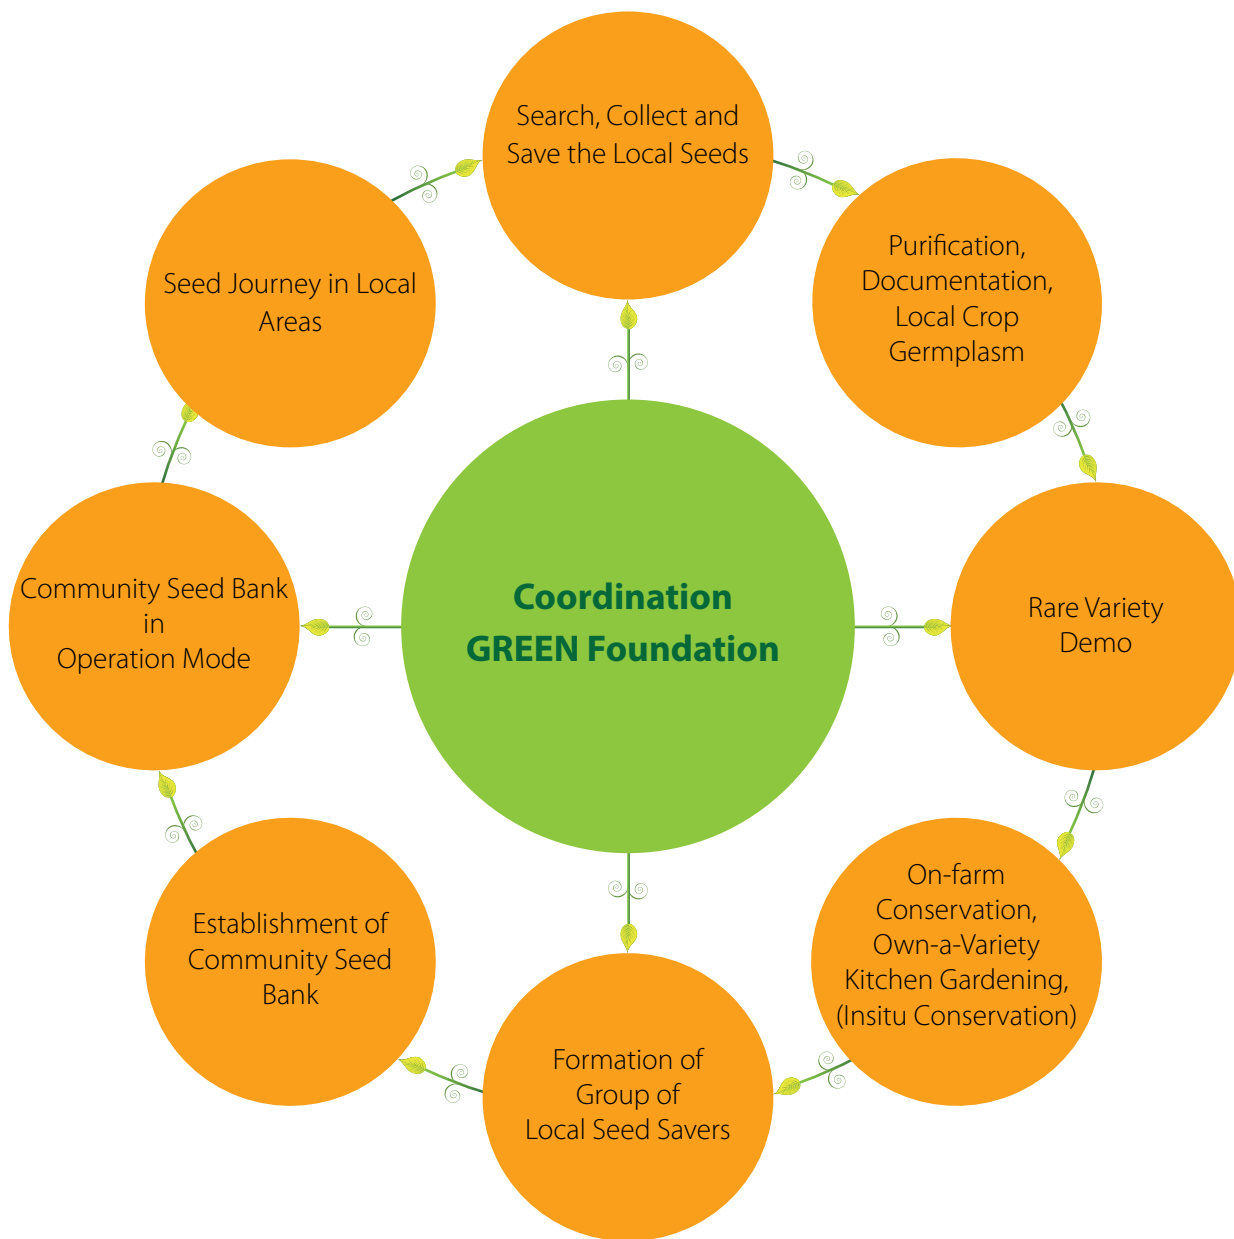 Search, Collect and
Save the Local Seeds
Purification,
Documentation,
Local Crop
Germplasm
Rare Variety
Demo
On-farm
Conservation,
Own-a-Variety
Kitchen Gardening,
(Insitu Conservation)
Formation of
Group of
Local Seed Savers
Establishment of
Community Seed
Bank
Community Seed Bank
in
Operation Mode
Seed Journey in Local
Areas
Coordination
GREEN Foundation